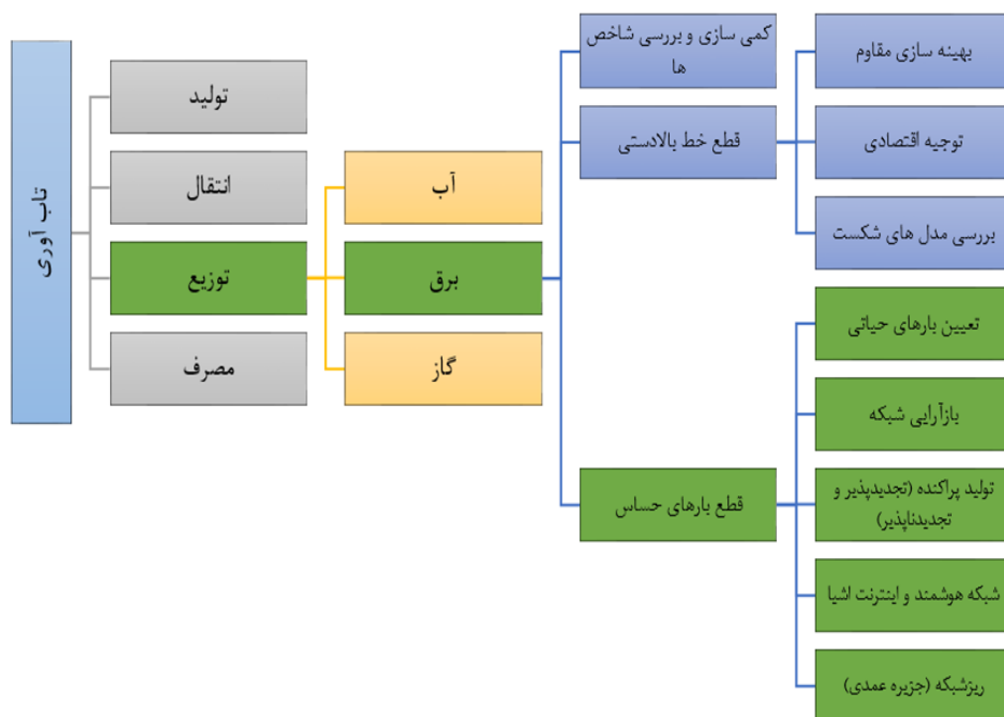 تاب آوری
تولید
انتقال
توزیع
مصرف
آب
برق
گاز
کمی سازی و بررسی شاخص
ها
قطع خط بالادستی
قطع بارهای حساس
بهینه سازی مقاوم
توجیه اقتصادی
بررسی مدل های شکست
تعیین بارهای حیاتی
بازآرایی شبکه
تولید پراکنده (تجدیدپذیر و
تجدیدناپذیر)
شبکه هوشمند و اینترنت اشیا
ریزشبکه (جزیره عمدی)